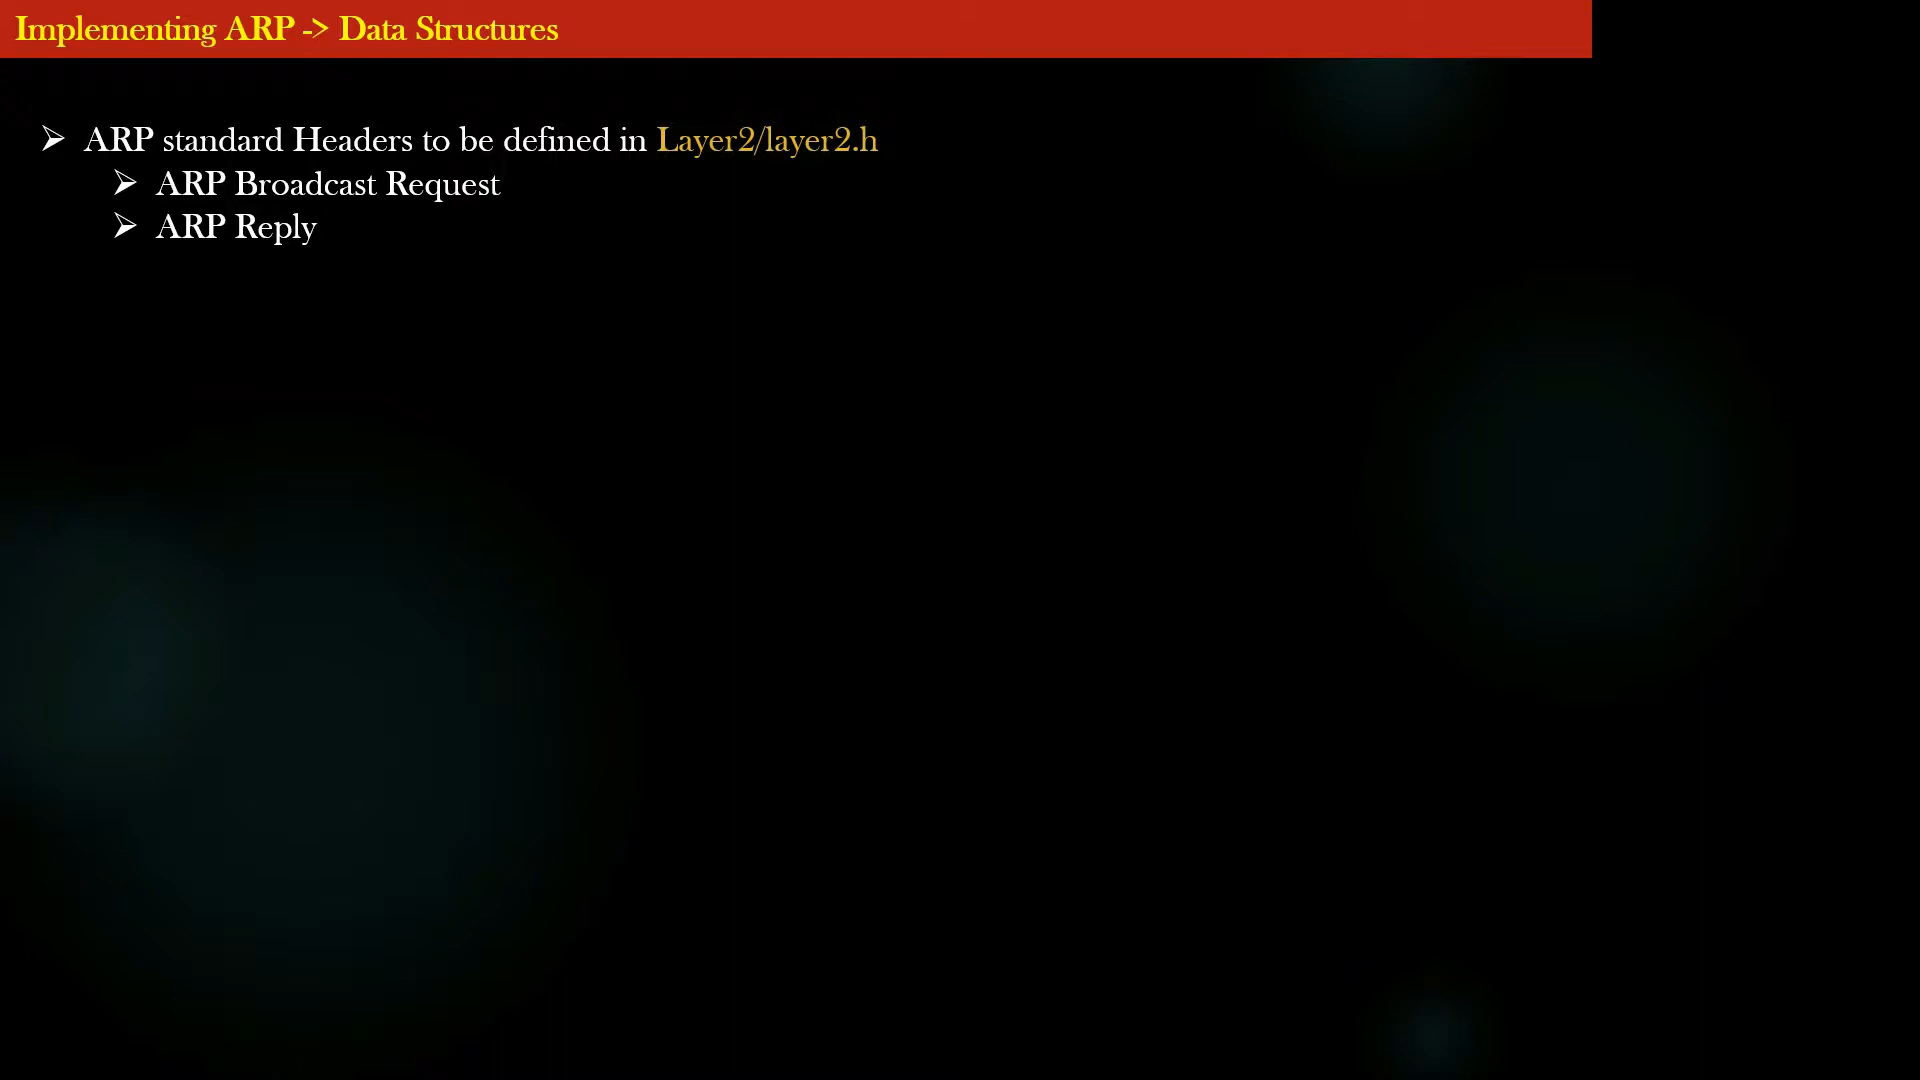 Implementing ARP -> Data Structures
➢ ARP standard Headers to be defined in Layer2/layer2.h
➢ ARP Broadcast Request
➢ ARP Reply